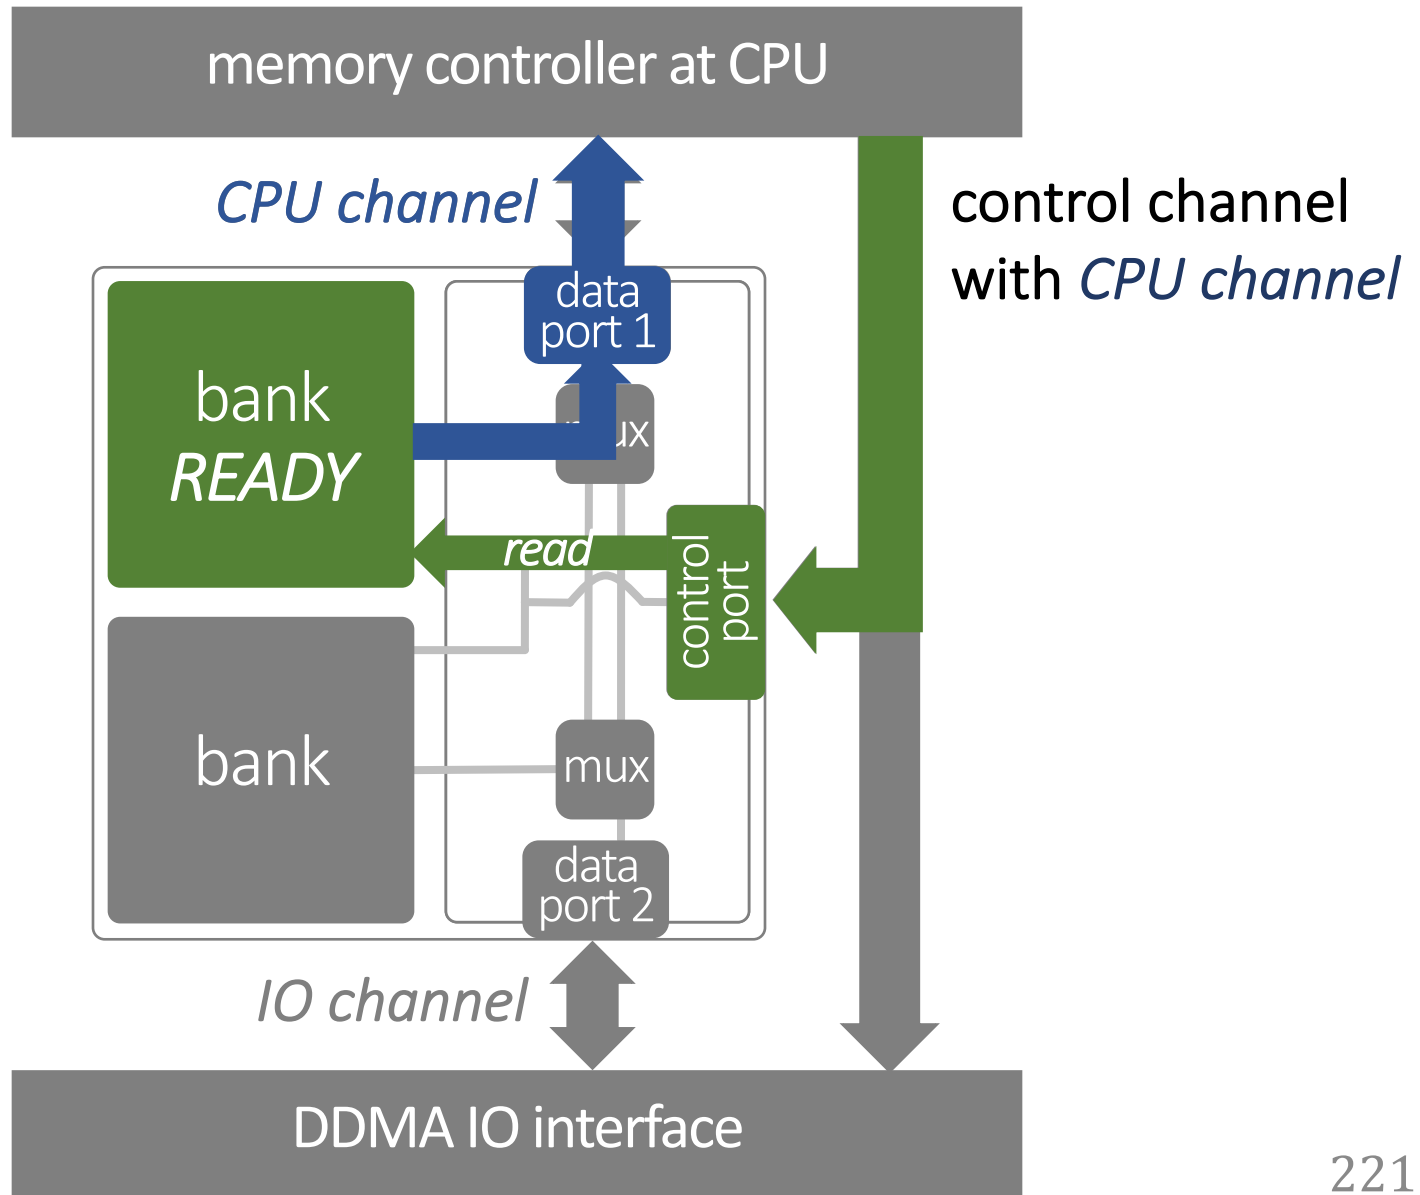 memory controller at CPU
CPU channel
control channel
with CPU channel
data
port 1
bank
READY
read
control
port
bank
mux
data
port 2
IO channel
DDMA IO interface
221